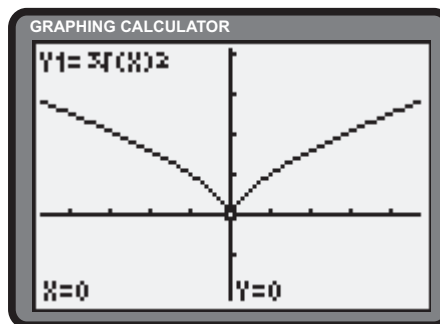 GRAPHING CALCULATOR
Y1=³√(X)²
X=0 Y=0